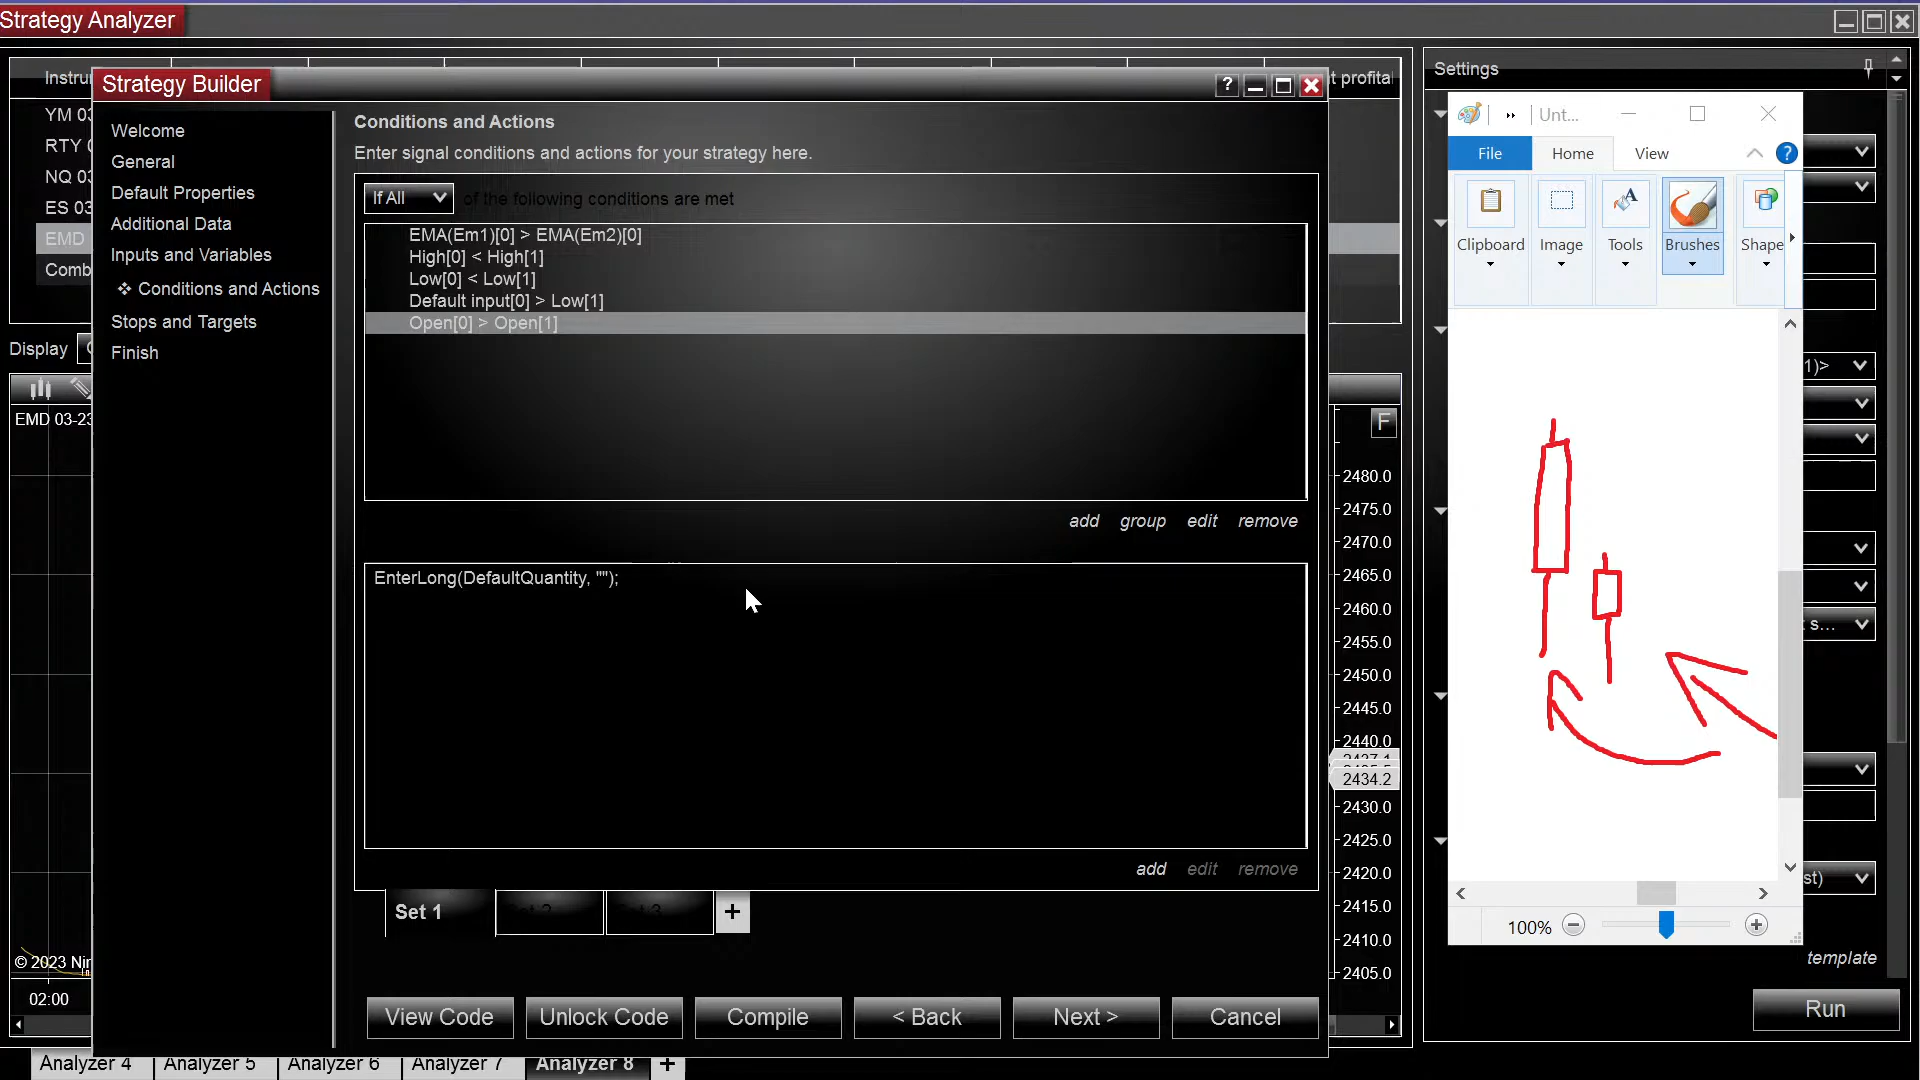 Strategy Analyzer
Instru
t profital
Settings
Strategy Builder
?
YM 03
RTY
NQ 03
ES 03
EMD
Comb
Display
EMD 03-23
Welcome
General
Default Properties
Additional Data
Inputs and Variables
❖ Conditions and Actions
Stops and Targets
Finish
Conditions and Actions
Enter signal conditions and actions for your strategy here.
If All of the following conditions are met
EMA(Em1)[0] > EMA(Em2)[0]
High[0] < High[1]
Low[0] < Low[1]
Default input[0] > Low[1]
Open[0] > Open[1]
add group edit remove
EnterLong(DefaultQuantity, "");
add edit remove
Set 1 Set 2 Set 3 +
View Code Unlock Code Compile < Back Next > Cancel
F
2480.0
2475.0
2470.0
2465.0
2460.0
2455.0
2450.0
2445.0
2440.0
2434.2
2430.0
2425.0
2420.0
2415.0
2410.0
2405.0
© 2023 Nin
02:00
Analyzer 4 Analyzer 5 Analyzer 6 Analyzer 7 Analyzer 8 +
Unt...
File Home View ?
Clipboard Image Tools Brushes Shape
100%
1)>
s...
st)
template
Run